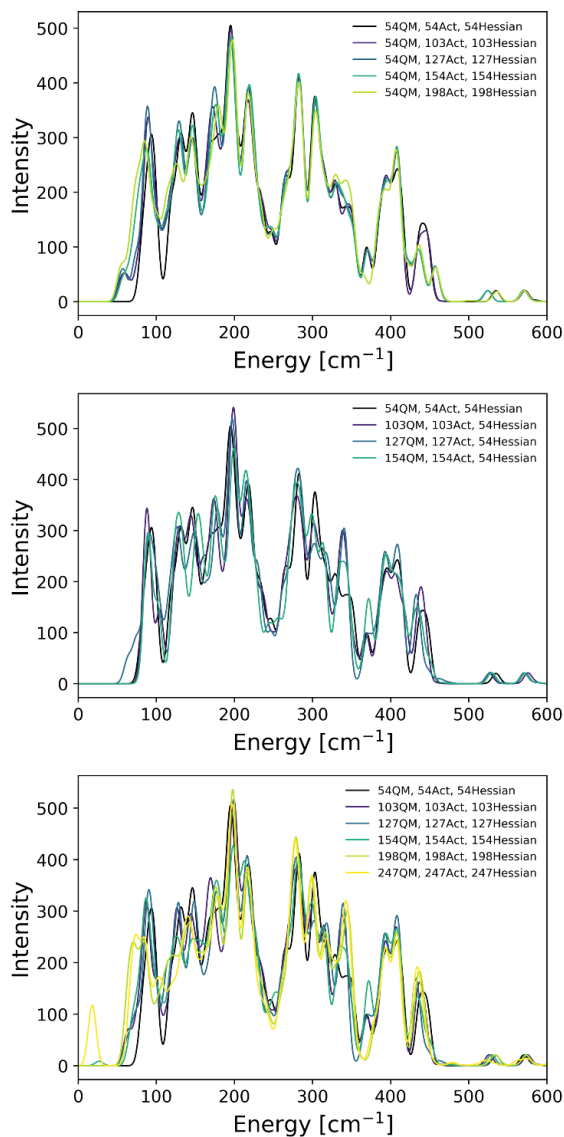 54QM, 54Act, 54Hessian
54QM, 103Act, 103Hessian
54QM, 127Act, 127Hessian
54QM, 154Act, 154Hessian
54QM, 198Act, 198Hessian
500
400
300
200
100
0
Intensity
0 100 200 300 400 500 600
Energy [cm⁻¹]
54QM, 54Act, 54Hessian
103QM, 103Act, 54Hessian
127QM, 127Act, 54Hessian
154QM, 154Act, 54Hessian
500
400
300
200
100
0
Intensity
0 100 200 300 400 500 600
Energy [cm⁻¹]
54QM, 54Act, 54Hessian
103QM, 103Act, 103Hessian
127QM, 127Act, 127Hessian
154QM, 154Act, 154Hessian
198QM, 198Act, 198Hessian
247QM, 247Act, 247Hessian
500
400
300
200
100
0
Intensity
0 100 200 300 400 500 600
Energy [cm⁻¹]